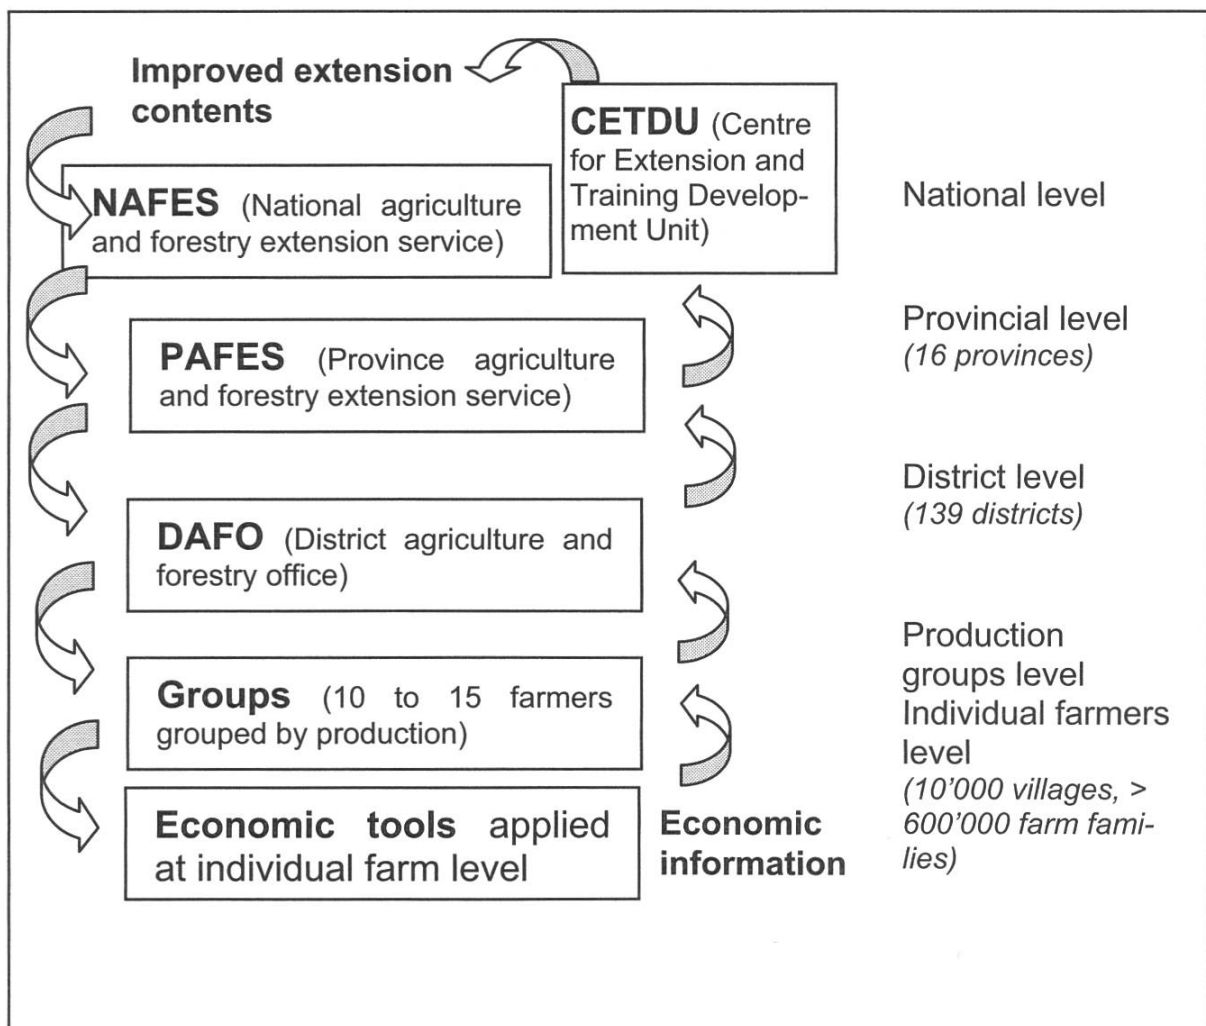 Improved extension
contents
CETDU (Centre
for Extension and
Training Develop-
ment Unit)
NAFES (National agriculture
and forestry extension service)
National level
PAFES (Province agriculture
and forestry extension service)
Provincial level
(16 provinces)
DAFO (District agriculture and
forestry office)
District level
(139 districts)
Groups (10 to 15 farmers
grouped by production)
Economic tools applied
at individual farm level
Economic
information
Production
groups level
Individual farmers
level
(10'000 villages, >
600'000 farm fami-
lies)